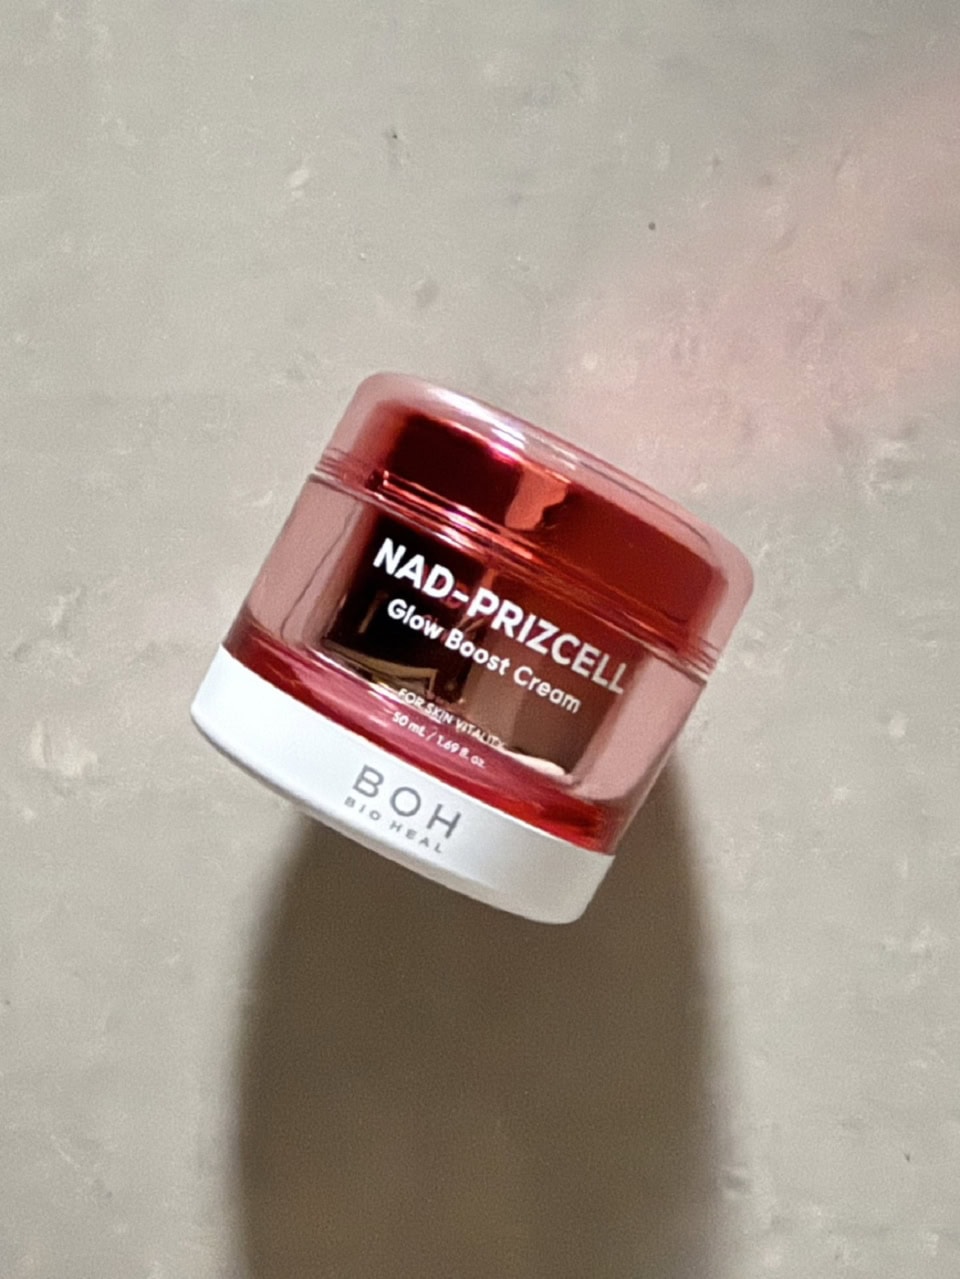 NAD-PRIZCELL
Glow Boost Cream
FOR SKIN VITALITY
50 mL / 1.69 fl. oz.
BOH
BIO HEAL